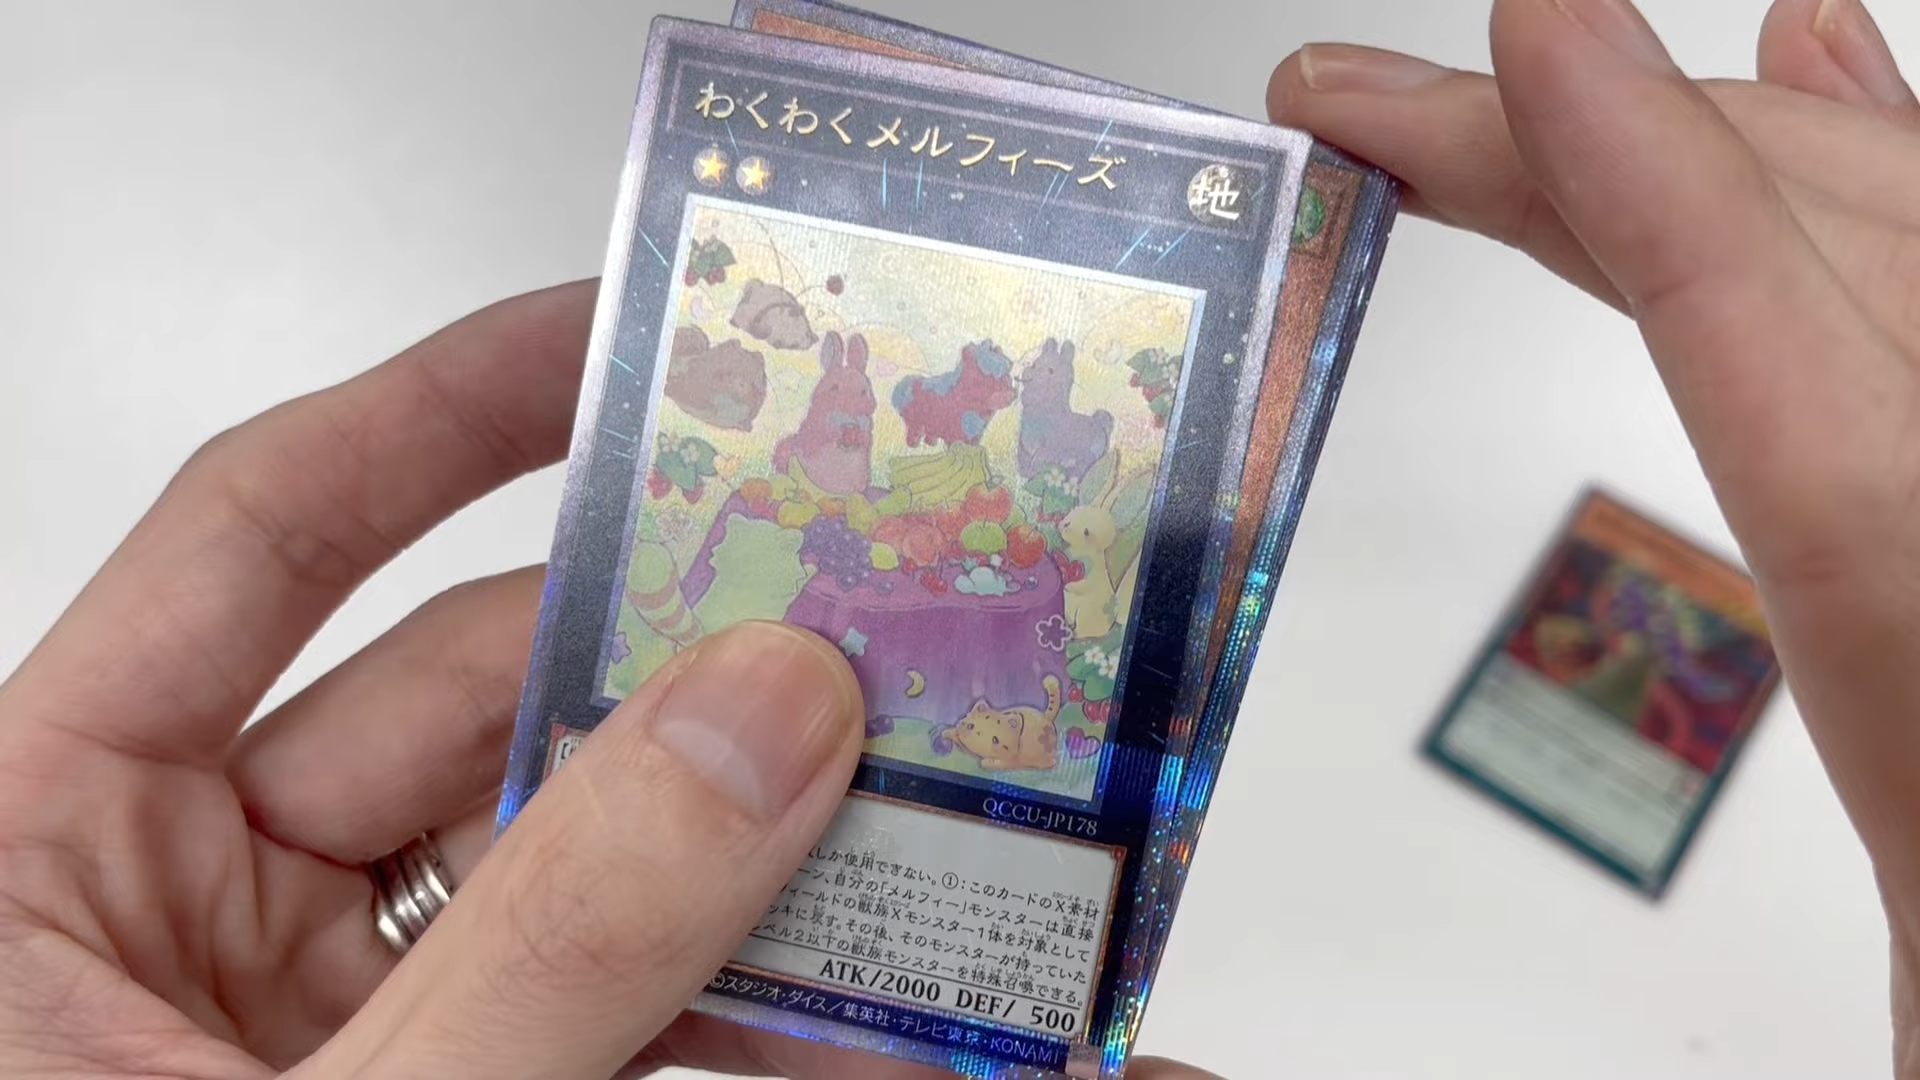 わくわくメルフィーズ
地
QCCU-JP178
しか使用できない。①：このカードのX素材
ーン、自分の「メルフィー」モンスターは直接
ィールドの獣族Xモンスター1体を対象として
ッキに戻す。その後、そのモンスターが持っていた
ベル2以下の獣族モンスターを特殊召喚できる。
ATK/2000 DEF/ 500
©スタジオ・ダイス/集英社・テレビ東京・KONAMI